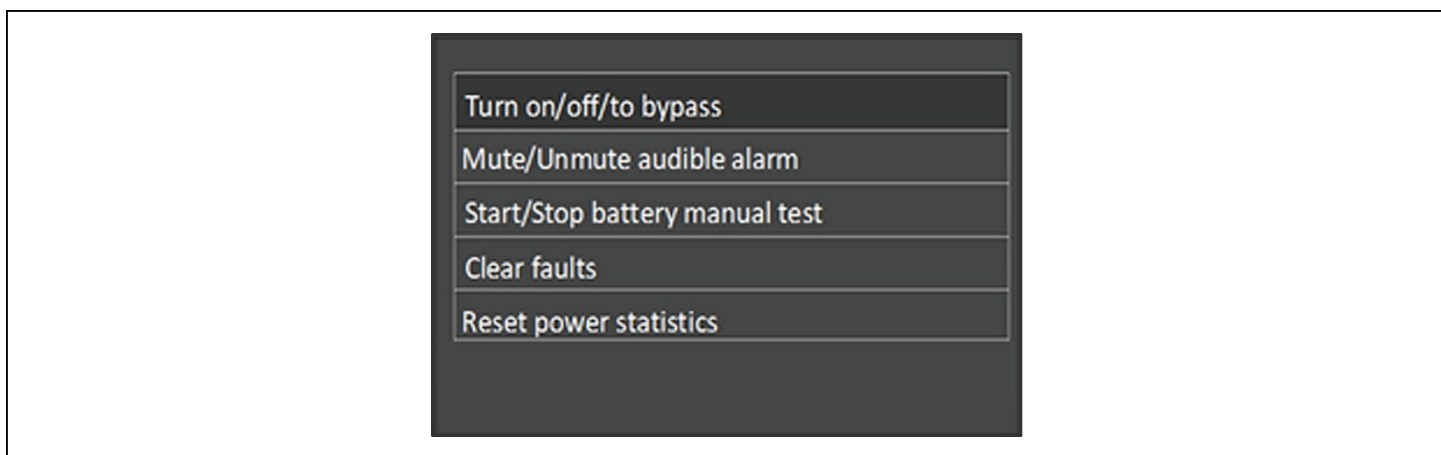 Turn on/off/to bypass
Mute/Unmute audible alarm
Start/Stop battery manual test
Clear faults
Reset power statistics